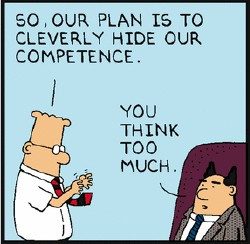 SO, OUR PLAN IS TO
CLEVERLY HIDE OUR
COMPETENCE.
YOU
THINK
TOO
MUCH.